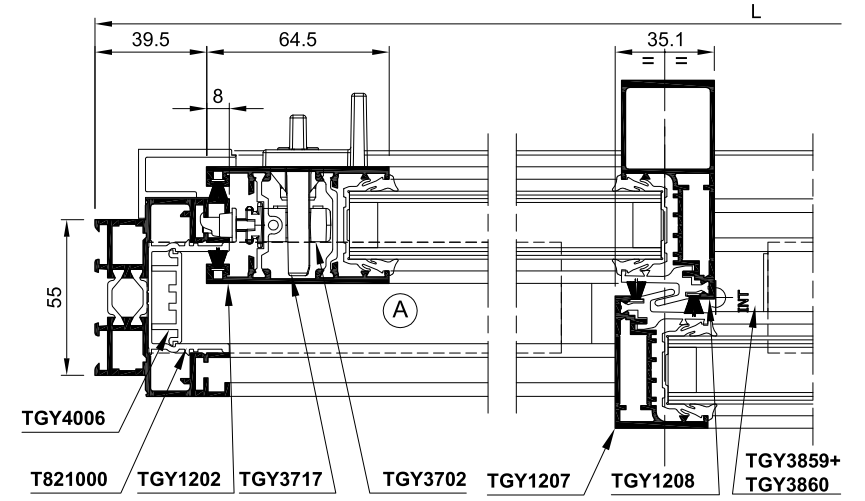 L
39.5
64.5
35.1
= =
8
55
A
INT
TGY4006
T821000
TGY1202
TGY3717
TGY3702
TGY1207
TGY1208
TGY3859+
TGY3860